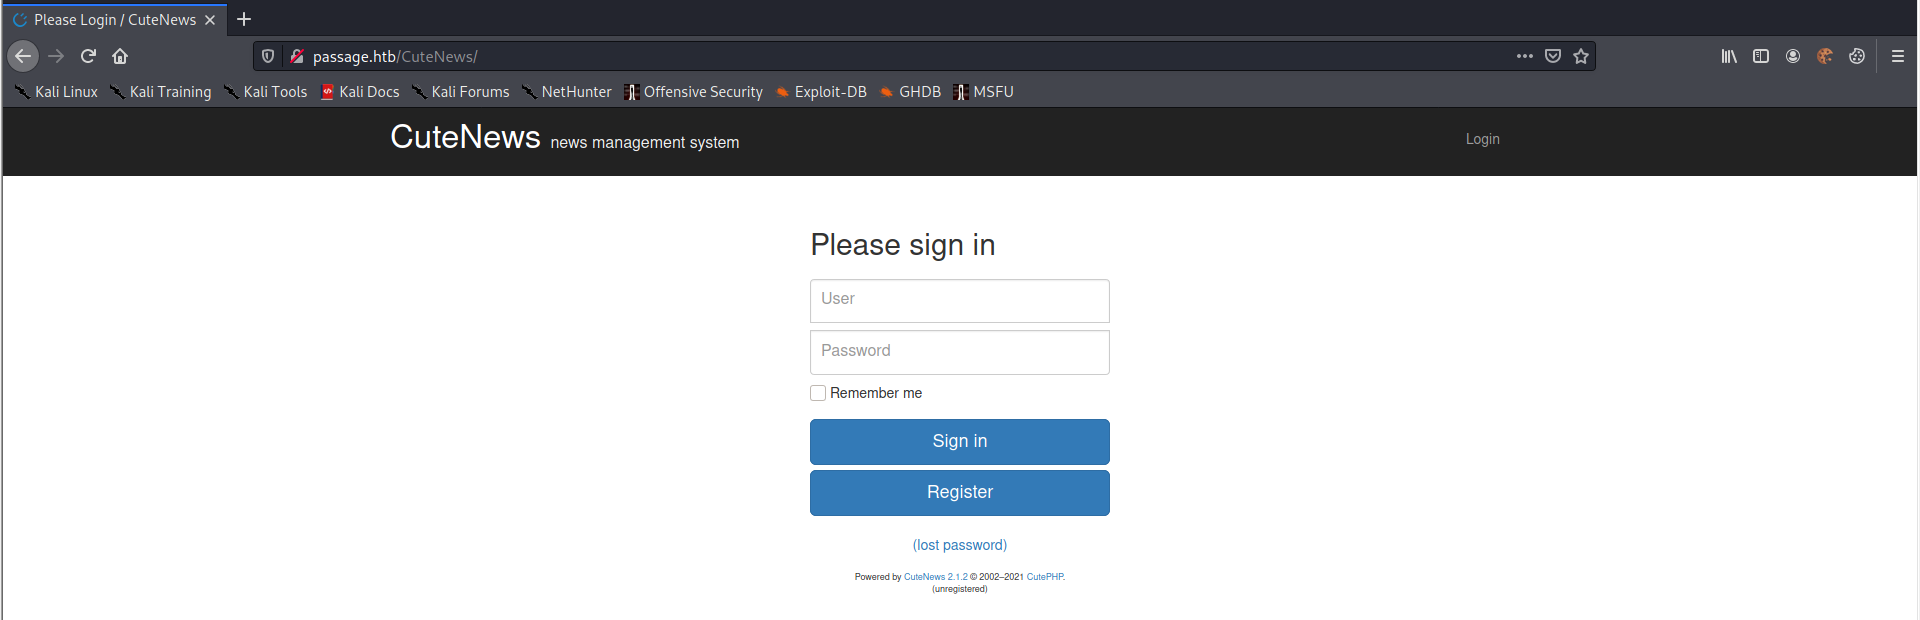 Please Login / CuteNews
passage.htb/CuteNews/
Kali Linux Kali Training Kali Tools Kali Docs Kali Forums NetHunter Offensive Security Exploit-DB GHDB MSFU
CuteNews news management system Login
Please sign in
User
Password
Remember me
Sign in
Register
(lost password)
Powered by CuteNews 2.1.2 © 2002–2021 CutePHP.
(unregistered)